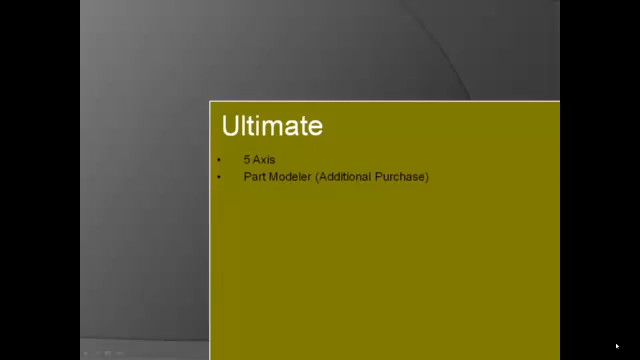 Ultimate
• 5 Axis
• Part Modeler (Additional Purchase)